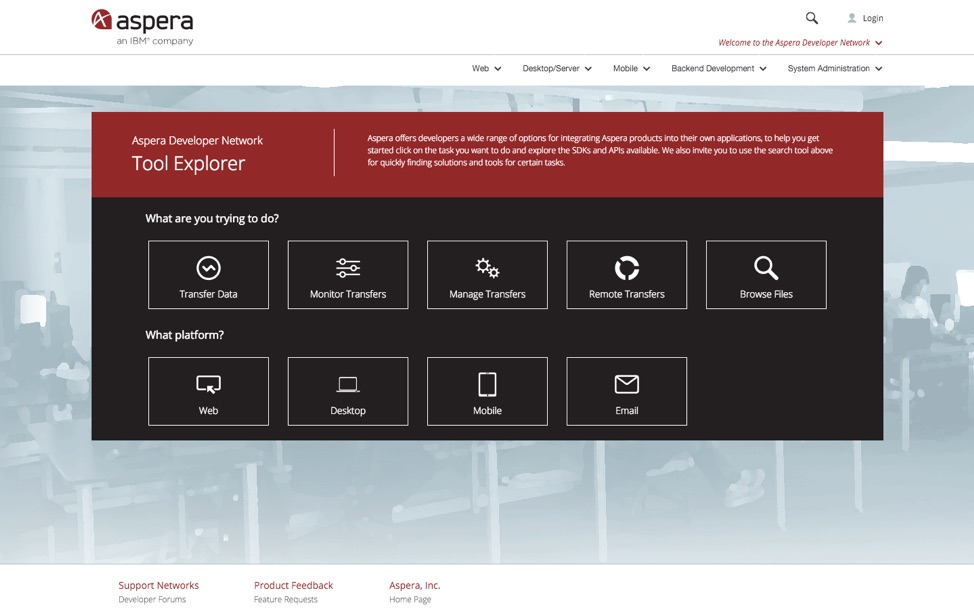 aspera
an IBM® company
Login
Welcome to the Aspera Developer Network
Web
Desktop/Server
Mobile
Backend Development
System Administration
Aspera Developer Network
Tool Explorer
Aspera offers developers a wide range of options for integrating Aspera products into their own applications, to help you get
started click on the task you want to do and explore the SDKs and APIs available. We also invite you to use the search tool above
for quickly finding solutions and tools for certain tasks.
What are you trying to do?
Transfer Data
Monitor Transfers
Manage Transfers
Remote Transfers
Browse Files
What platform?
Web
Desktop
Mobile
Email
Support Networks
Product Feedback
Aspera, Inc.
Developer Forums
Feature Requests
Home Page